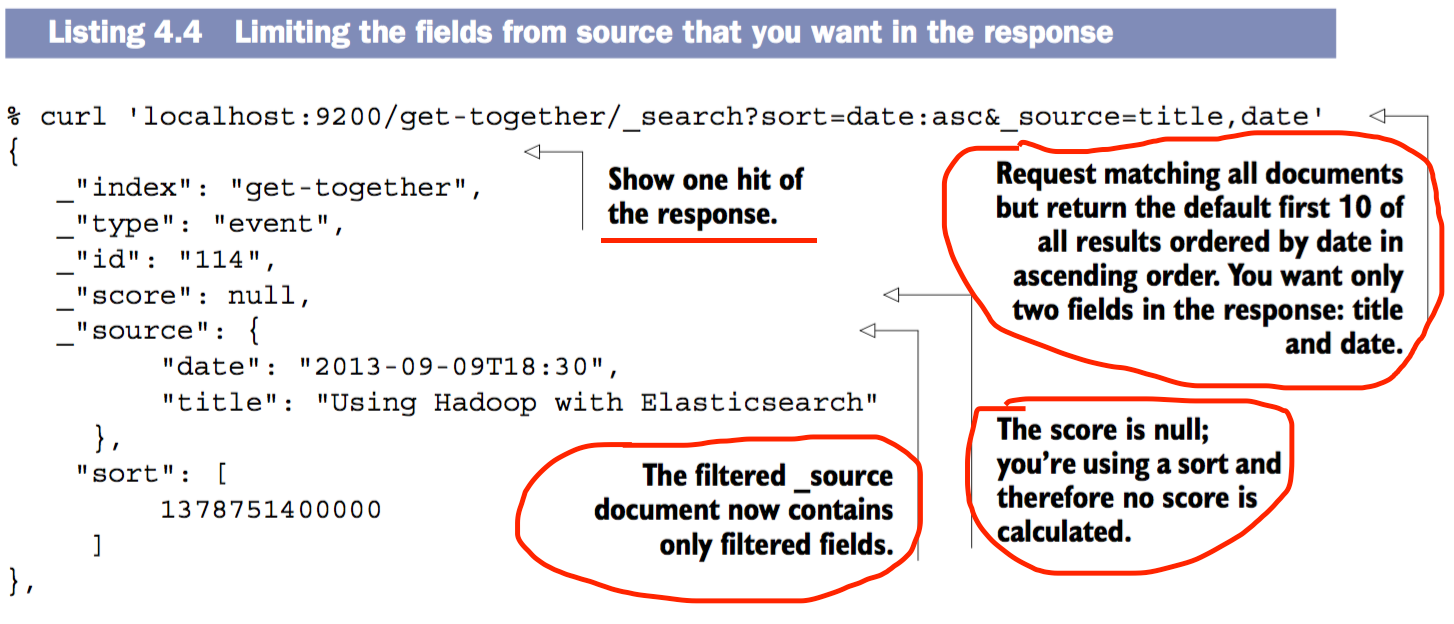 Listing 4.4 Limiting the fields from source that you want in the response
% curl 'localhost:9200/get-together/_search?sort=date:asc&_source=title,date'
{
_"index": "get-together",
_"type": "event",
_"id": "114",
_"score": null,
_"source": {
"date": "2013-09-09T18:30",
"title": "Using Hadoop with Elasticsearch"
},
"sort": [
1378751400000
]
},
Show one hit of
the response.
Request matching all documents
but return the default first 10 of
all results ordered by date in
ascending order. You want only
two fields in the response: title
and date.
The score is null;
you're using a sort and
therefore no score is
calculated.
The filtered _source
document now contains
only filtered fields.